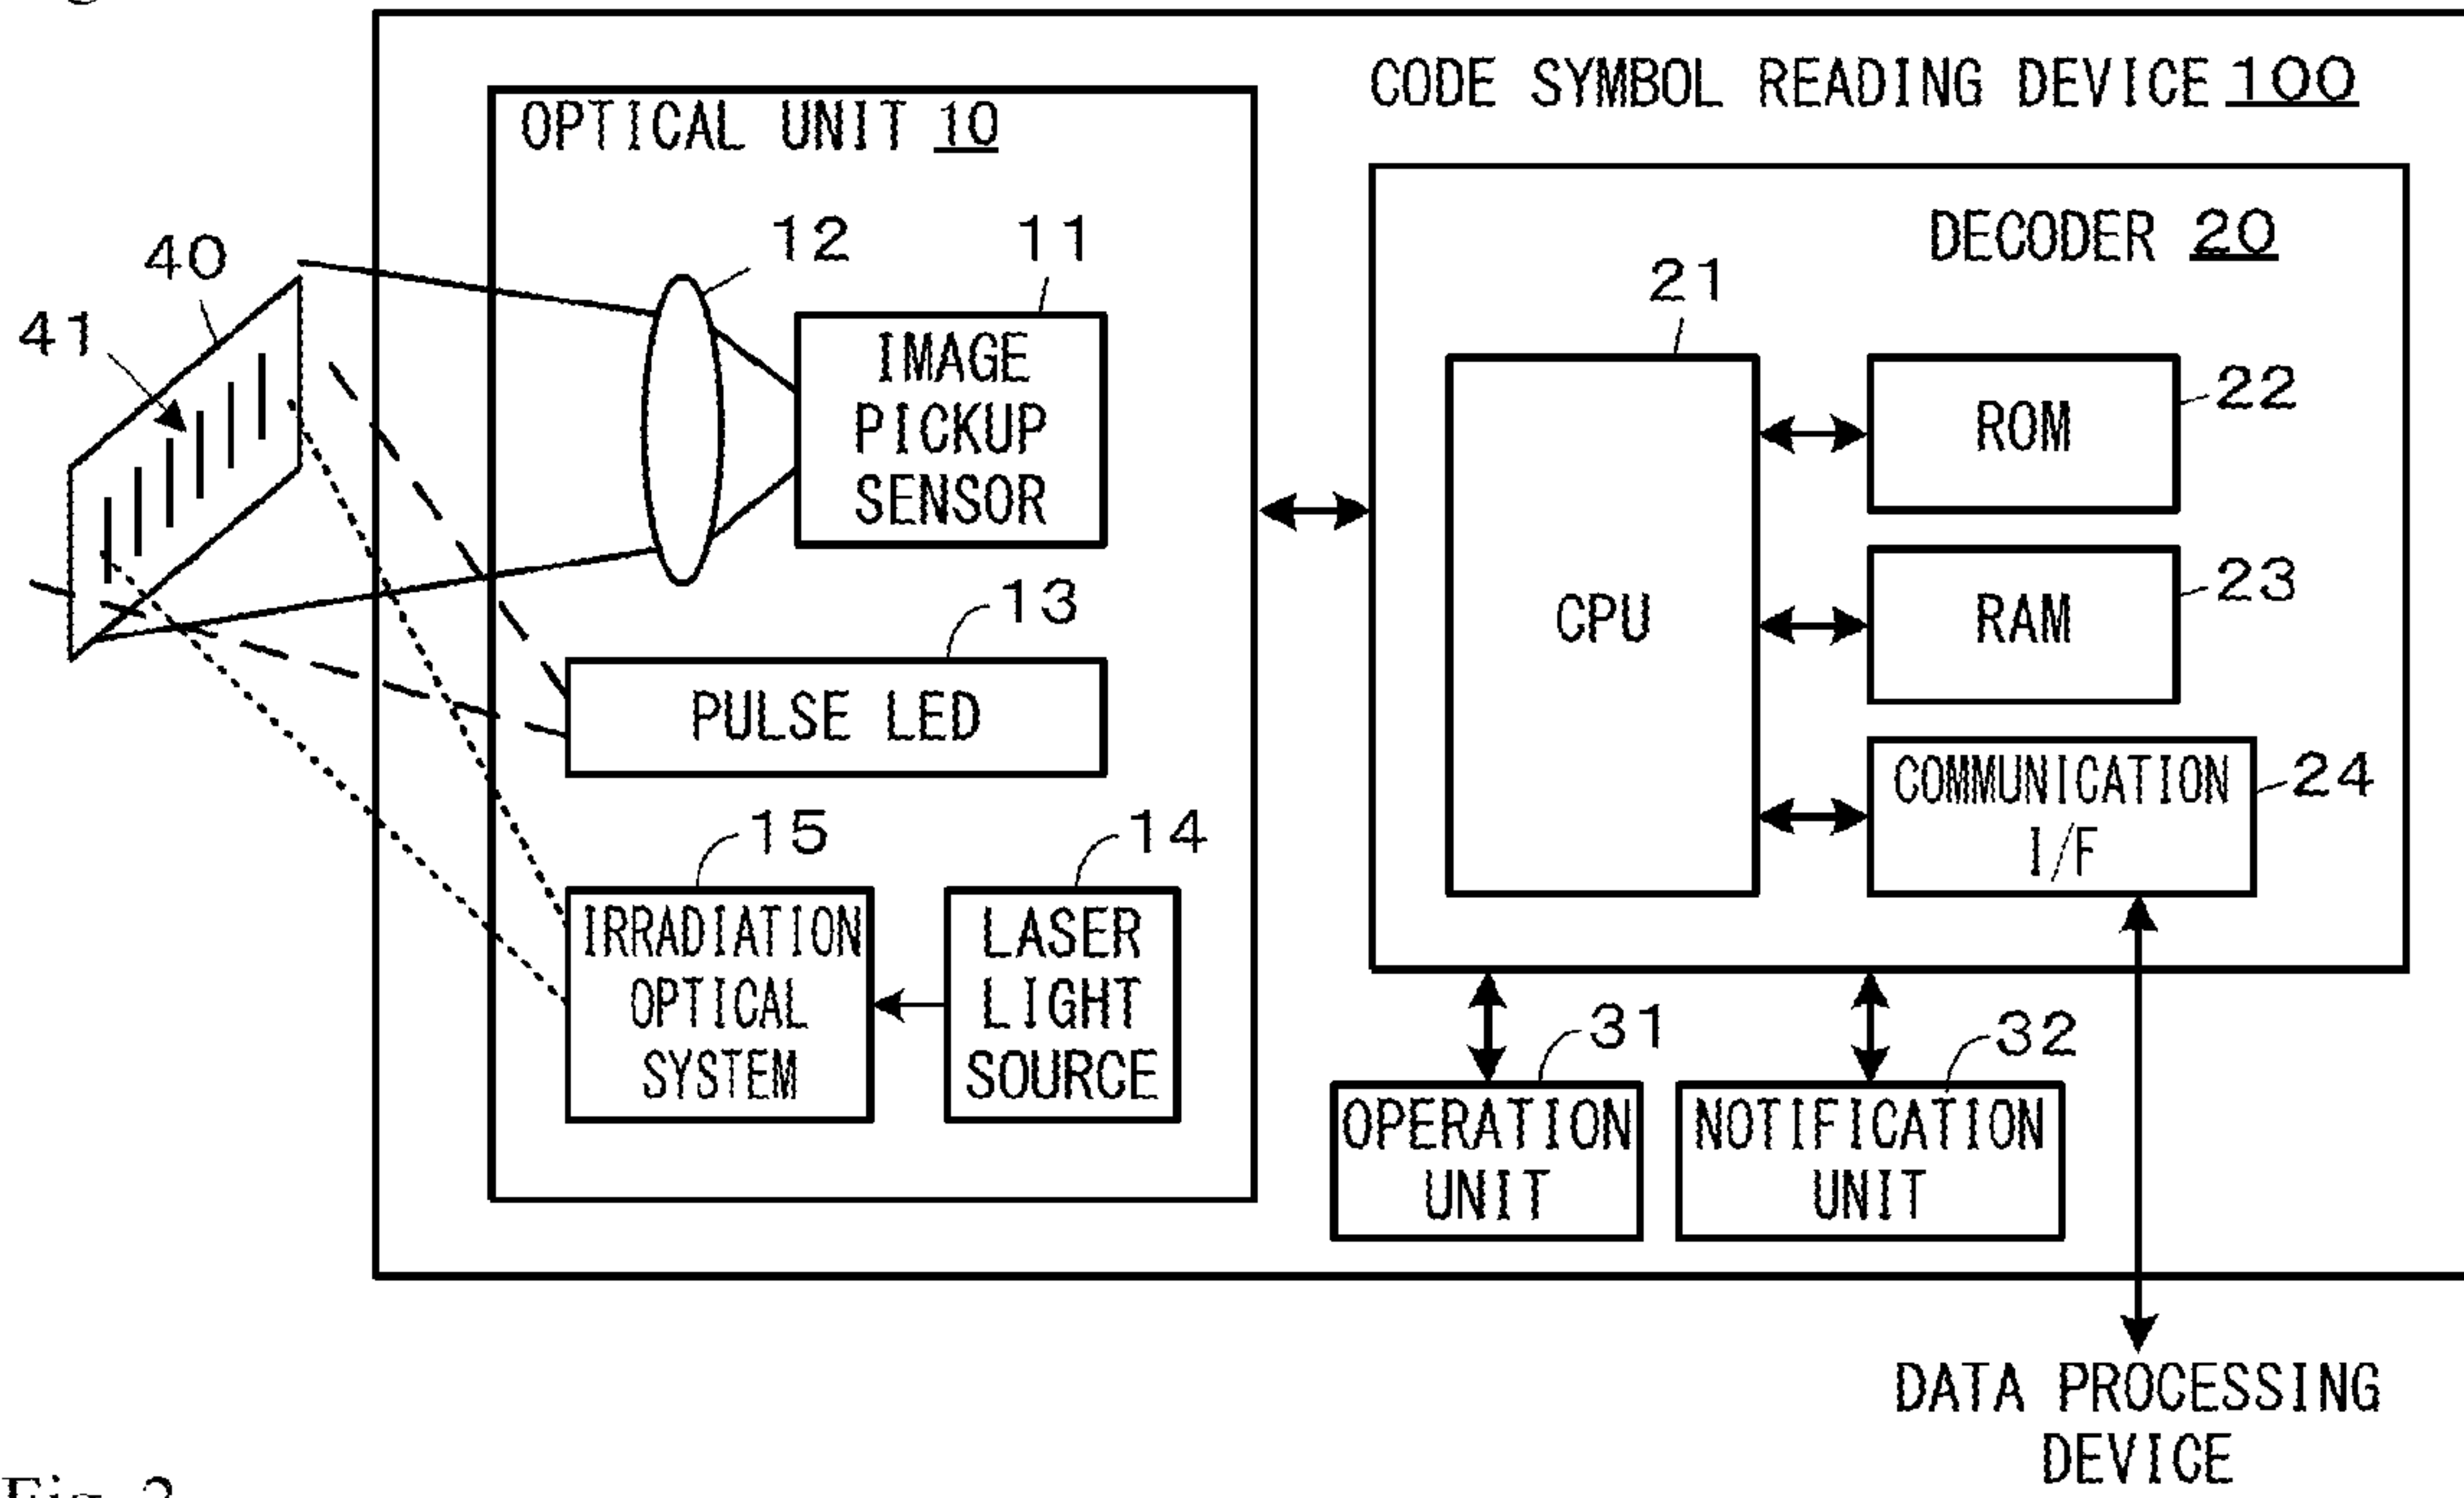 CODE SYMBOL READING DEVICE 100
OPTICAL UNIT 10
40
41
12
11
IMAGE
PICKUP
SENSOR
13
PULSE LED
15
14
IRRADIATION
OPTICAL
SYSTEM
LASER
LIGHT
SOURCE
DECODER 20
21
CPU
22
ROM
23
RAM
24
COMMUNICATION
I/F
31
OPERATION
UNIT
32
NOTIFICATION
UNIT
DATA PROCESSING
DEVICE